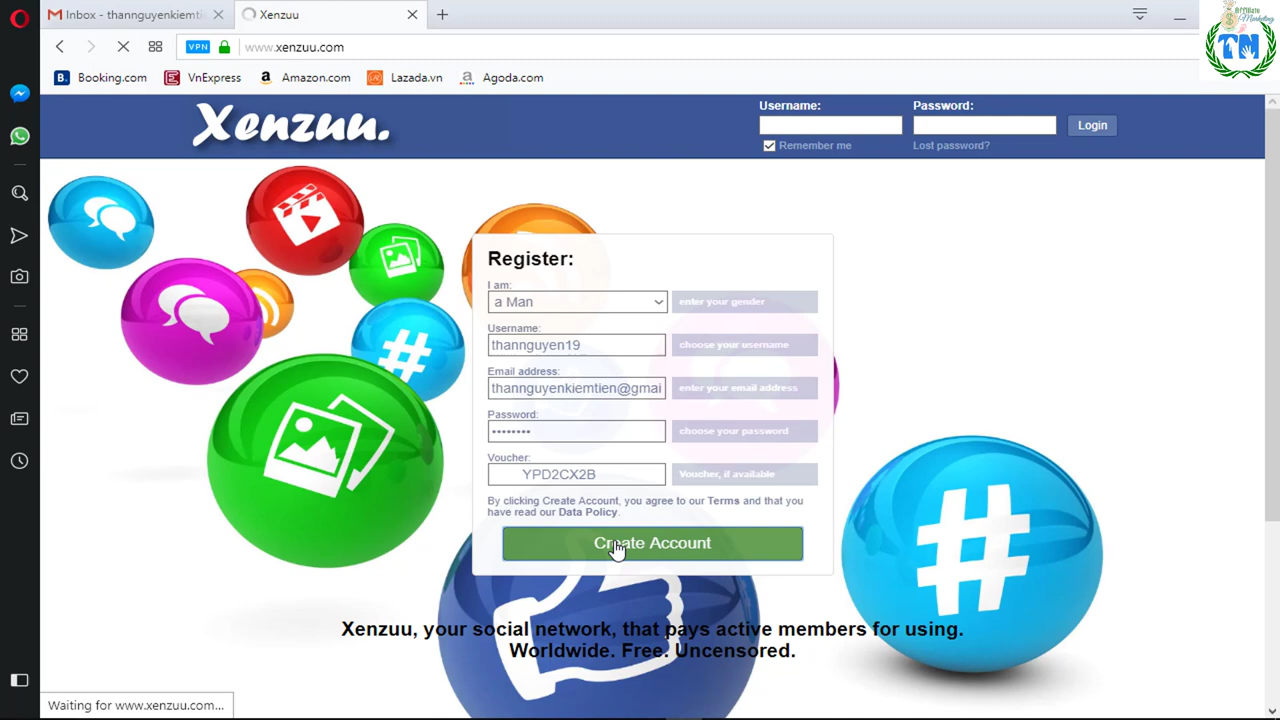 Inbox - thannguyenkiemti
Xenzuu
VPN
www.xenzuu.com
B. Booking.com
E VnExpress
a Amazon.com
Lazada.vn
a Agoda.com
Affiliate
Marketing
TN
Xenzuu.
Username:
Password:
Login
Remember me
Lost password?
Register:
I am:
a Man
enter your gender
Username:
thannguyen19
choose your username
Email address:
thannguyenkiemtien@gmai
enter your email address
Password:
••••••••
choose your password
Voucher:
YPD2CX2B
Voucher, if available
By clicking Create Account, you agree to our Terms and that you
have read our Data Policy.
Create Account
#
#
Xenzuu, your social network, that pays active members for using.
Worldwide. Free. Uncensored.
Waiting for www.xenzuu.com...